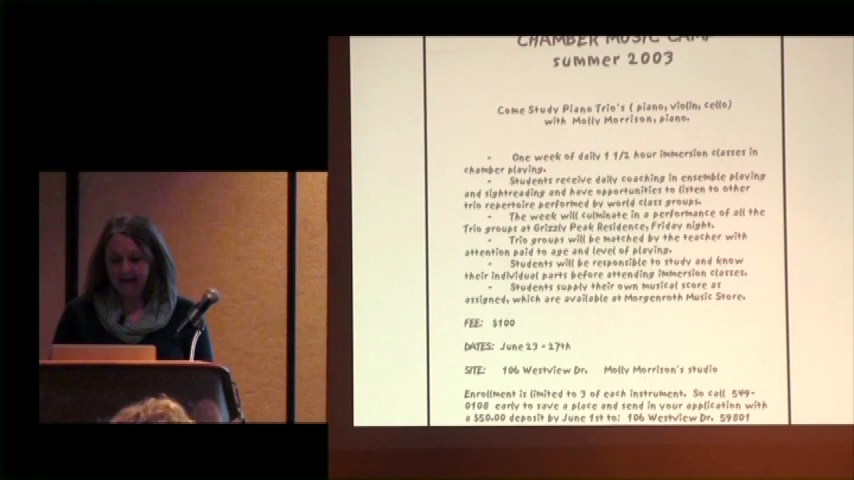 CHAMBER MUSIC CAMP
summer 2003
Come Study Piano Trio's ( piano, violin, cello)
with Molly Morrison, piano.
- One week of daily 1 1/2 hour immersion classes in
chamber playing.
- Students receive daily coaching in ensemble playing
and sightreading and have opportunities to listen to other
trio repertoire performed by world class groups.
- The week will culminate in a performance of all the
Trio groups at Grizzly Peak Residence, Friday night.
- Trio groups will be matched by the teacher with
attention paid to age and level of playing.
- Students will be responsible to study and know
their individual parts before attending immersion classes.
- Students supply their own musical score as
assigned, which are available at Morgenroth Music Store.
FEE: $100
DATES: June 23 - 27th
SITE: 106 Westview Dr. Molly Morrison's studio
Enrollment is limited to 3 of each instrument. So call 549-
0108 early to save a place and send in your application with
a $50.00 deposit by June 1st to: 106 Westview Dr. 59801